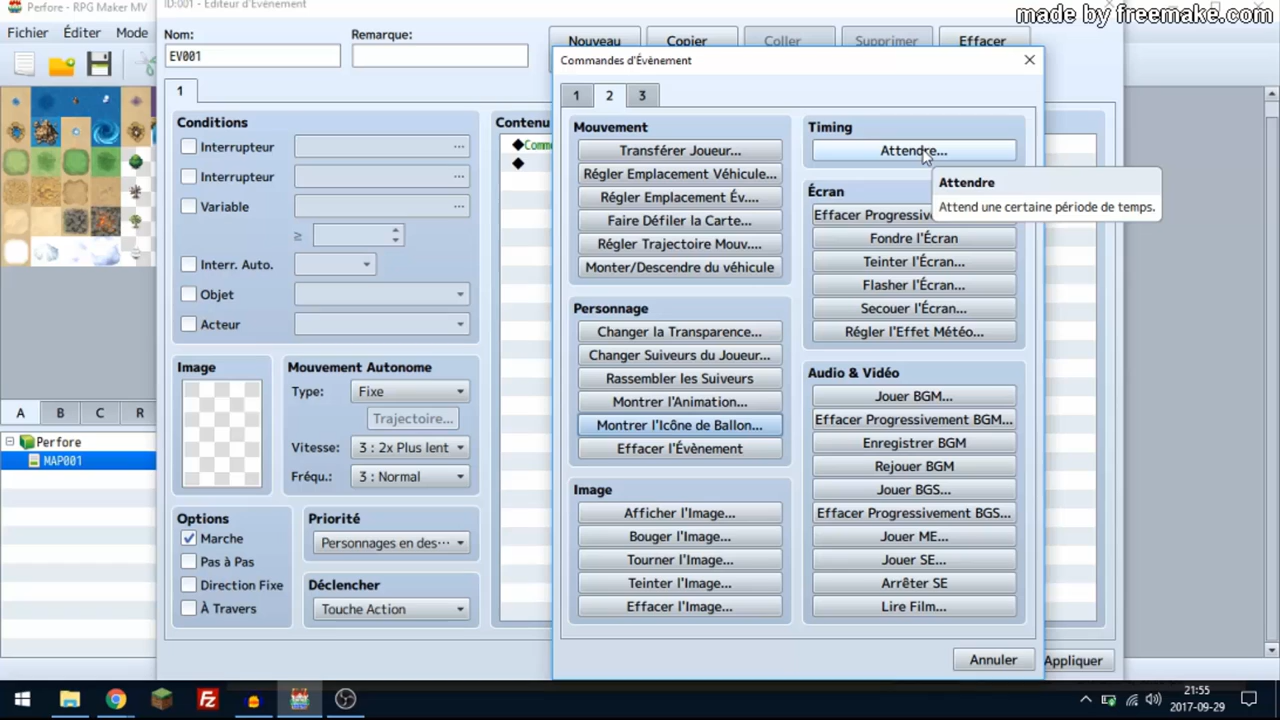 Perfore - RPG Maker MV
ID:001 - Éditeur d'Évènement
made by freemake.com
Fichier Éditer Mode
Nom:
Remarque:
EV001
Nouveau
Copier
Coller
Supprimer
Effacer
1
Conditions
Interrupteur ...
Interrupteur ...
Variable ...
≥
Interr. Auto.
Objet
Acteur
Image
Mouvement Autonome
Type: Fixe
Trajectoire...
Vitesse: 3 : 2x Plus lent
Fréqu.: 3 : Normal
Options
Marche
Pas à Pas
Direction Fixe
À Travers
Priorité
Personnages en des···
Déclencher
Touche Action
Contenu
◆Comm
◆
Commandes d'Évènement
1 2 3
Mouvement
Transférer Joueur...
Régler Emplacement Véhicule...
Régler Emplacement Év....
Faire Défiler la Carte...
Régler Trajectoire Mouv....
Monter/Descendre du véhicule
Personnage
Changer la Transparence...
Changer Suiveurs du Joueur...
Rassembler les Suiveurs
Montrer l'Animation...
Montrer l'Icône de Ballon...
Effacer l'Évènement
Image
Afficher l'Image...
Bouger l'Image...
Tourner l'Image...
Teinter l'Image...
Effacer l'Image...
Timing
Attendre...
Attendre
Attend une certaine période de temps.
Écran
Effacer Progressive
Fondre l'Écran
Teinter l'Écran...
Flasher l'Écran...
Secouer l'Écran...
Régler l'Effet Météo...
Audio & Vidéo
Jouer BGM...
Effacer Progressivement BGM...
Enregistrer BGM
Rejouer BGM
Jouer BGS...
Effacer Progressivement BGS...
Jouer ME...
Jouer SE...
Arrêter SE
Lire Film...
Annuler
Appliquer
A B C R
Perfore
MAP001
21:55
2017-09-29